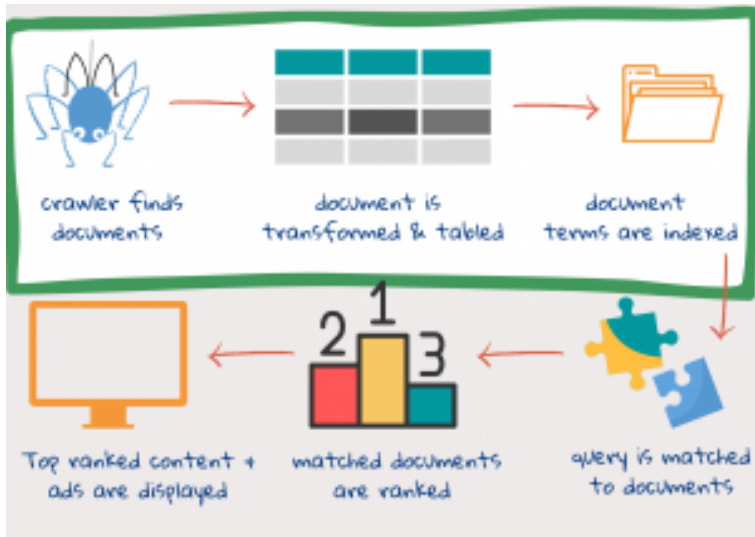 crawler finds
documents
document is
transformed & tabled
document
terms are indexed
2
1
3
Top ranked content +
ads are displayed
matched documents
are ranked
query is matched
to documents